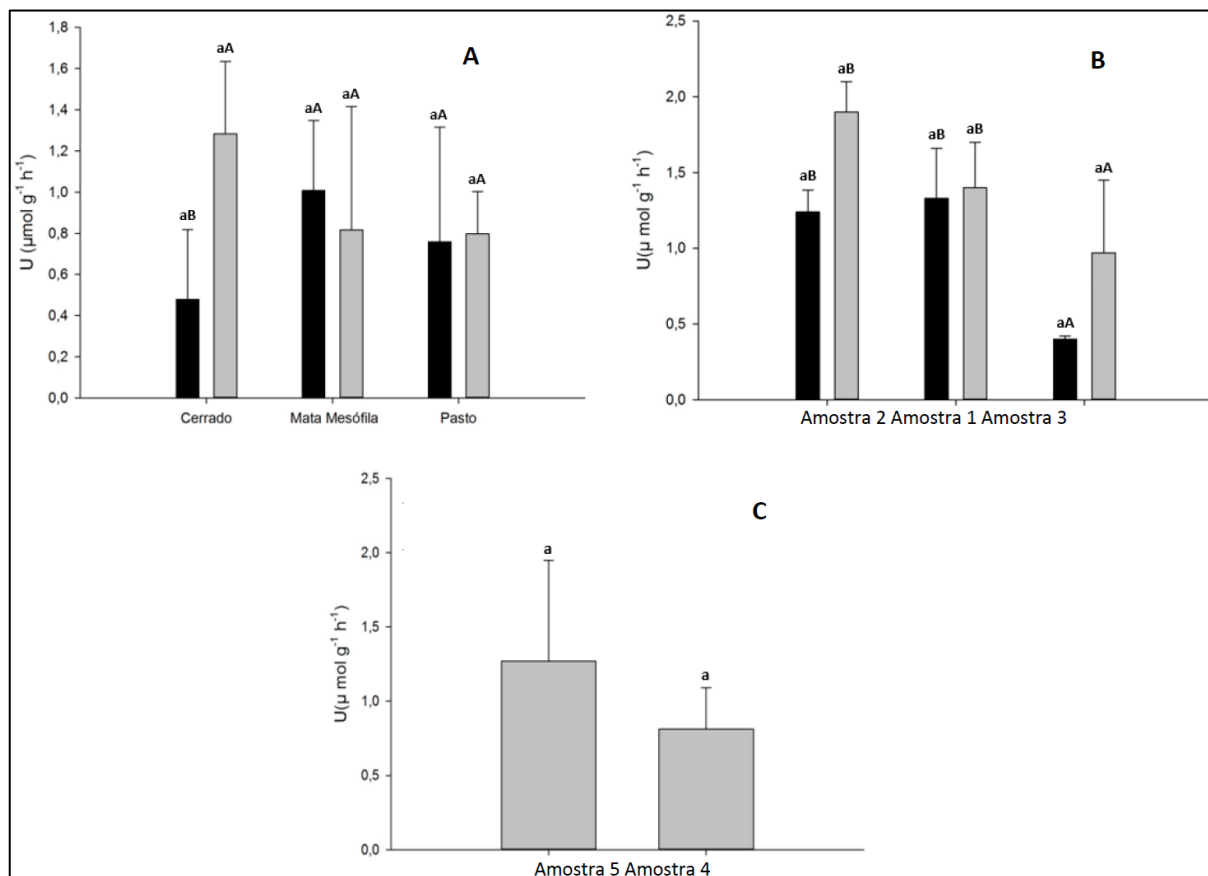 A
U (µmol g⁻¹ h⁻¹)
1,8
1,6
1,4
1,2
1,0
0,8
0,6
0,4
0,2
0,0
aB
aA
aA
aA
aA
aA
Cerrado Mata Mesófila Pasto
B
U(µ mol g⁻¹ h⁻¹)
2,5
2,0
1,5
1,0
0,5
0,0
aB
aB
aB
aB
aA
aA
Amostra 2 Amostra 1 Amostra 3
C
U(µ mol g⁻¹ h⁻¹)
2,5
2,0
1,5
1,0
0,5
0,0
a
a
Amostra 5 Amostra 4